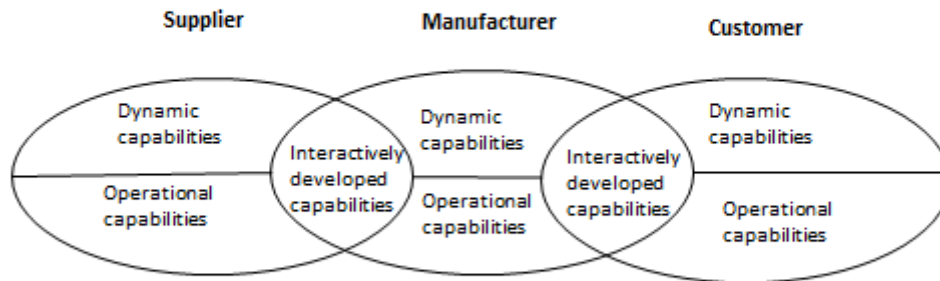 Supplier
Manufacturer
Customer
Dynamic
capabilities
Operational
capabilities
Interactively
developed
capabilities
Dynamic
capabilities
Operational
capabilities
Interactively
developed
capabilities
Dynamic
capabilities
Operational
capabilities